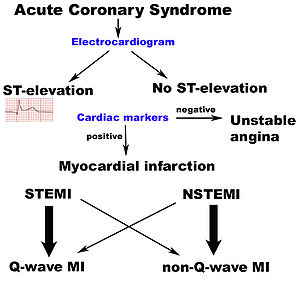 Acute Coronary Syndrome
Electrocardiogram
ST-elevation
No ST-elevation
Cardiac markers
negative
Unstable
angina
positive
Myocardial infarction
STEMI
NSTEMI
Q-wave MI
non-Q-wave MI